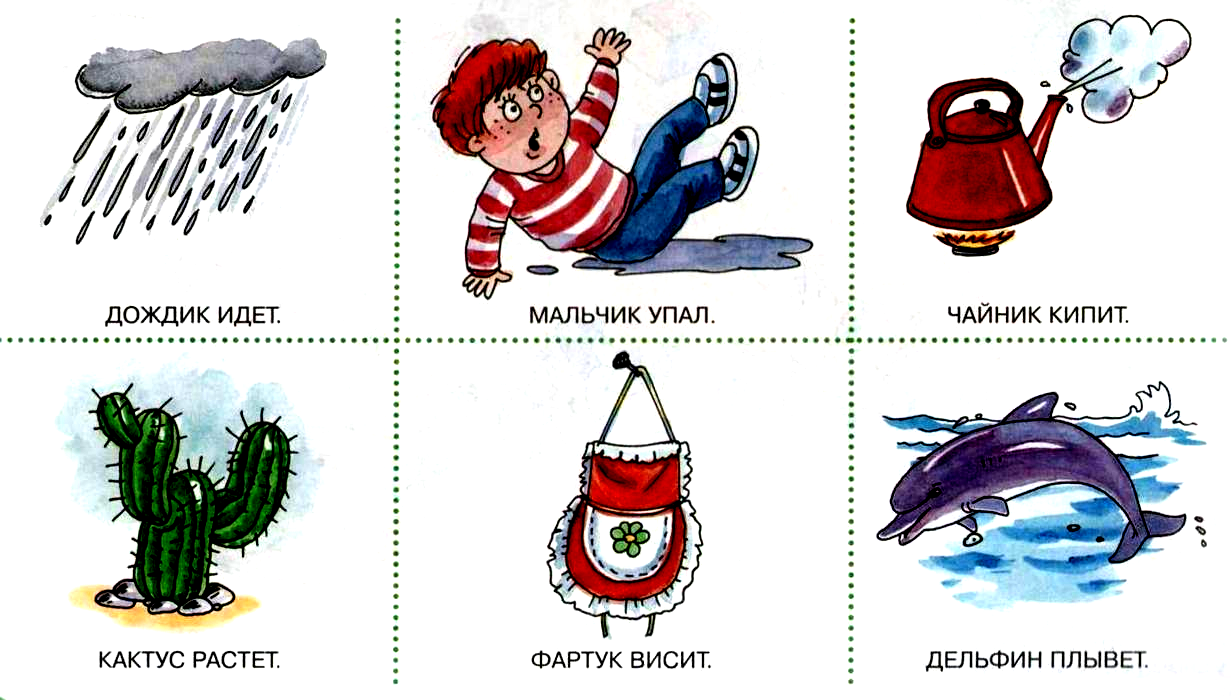 ДОЖДИК ИДЕТ.
МАЛЬЧИК УПАЛ.
ЧАЙНИК КИПИТ.
КАКТУС РАСТЕТ.
ФАРТУК ВИСИТ.
ДЕЛЬФИН ПЛЫВЕТ.